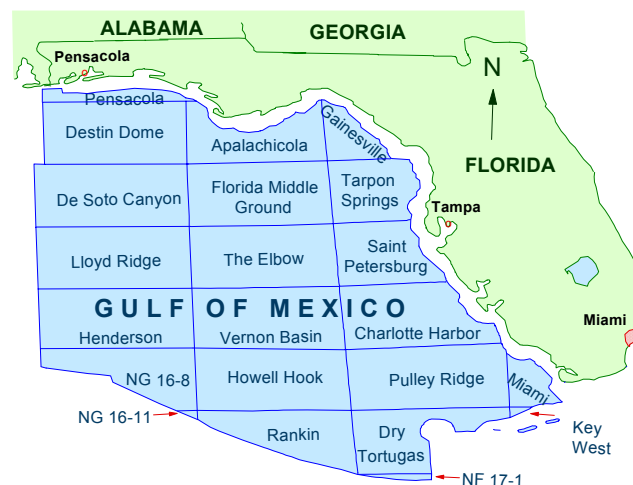 ALABAMA
GEORGIA
Pensacola
N
Pensacola
Destin Dome
Apalachicola
Gainesville
FLORIDA
De Soto Canyon
Florida Middle
Ground
Tarpon
Springs
Tampa
Lloyd Ridge
The Elbow
Saint
Petersburg
GULF OF MEXICO
Henderson
Vernon Basin
Charlotte Harbor
Miami
NG 16-8
Howell Hook
Pulley Ridge
Miami
NG 16-11
Rankin
Dry
Tortugas
Key
West
NF 17-1